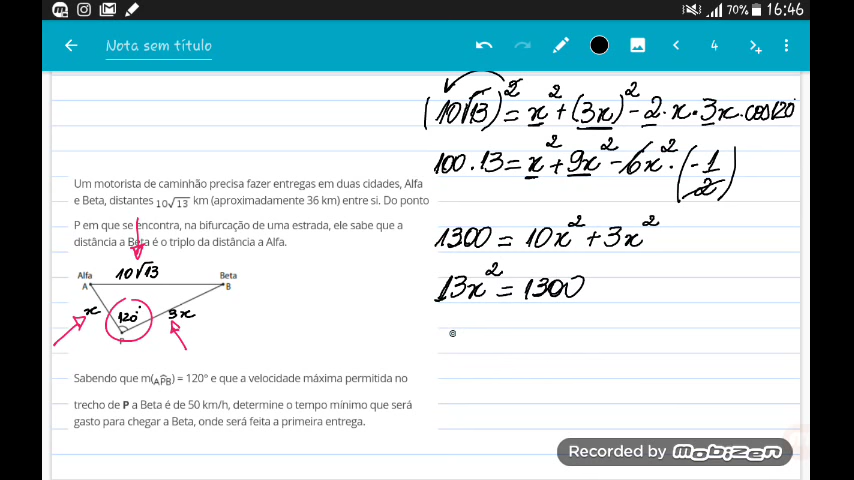 70% 16:46
Nota sem título
4
(10√13)² = x² + (3x)² - 2·x·3x·cos120°
100·13 = x² + 9x² - 6x²·(-1/2)
1300 = 10x² + 3x²
13x² = 1300
Um motorista de caminhão precisa fazer entregas em duas cidades, Alfa
e Beta, distantes 10√13 km (aproximadamente 36 km) entre si. Do ponto
P em que se encontra, na bifurcação de uma estrada, ele sabe que a
distância a Beta é o triplo da distância a Alfa.
Alfa 10√13 Beta
A B
x 120° 3x
P
Sabendo que m(APB) = 120° e que a velocidade máxima permitida no
trecho de P a Beta é de 50 km/h, determine o tempo mínimo que será
gasto para chegar a Beta, onde será feita a primeira entrega.
Recorded by Mobizen